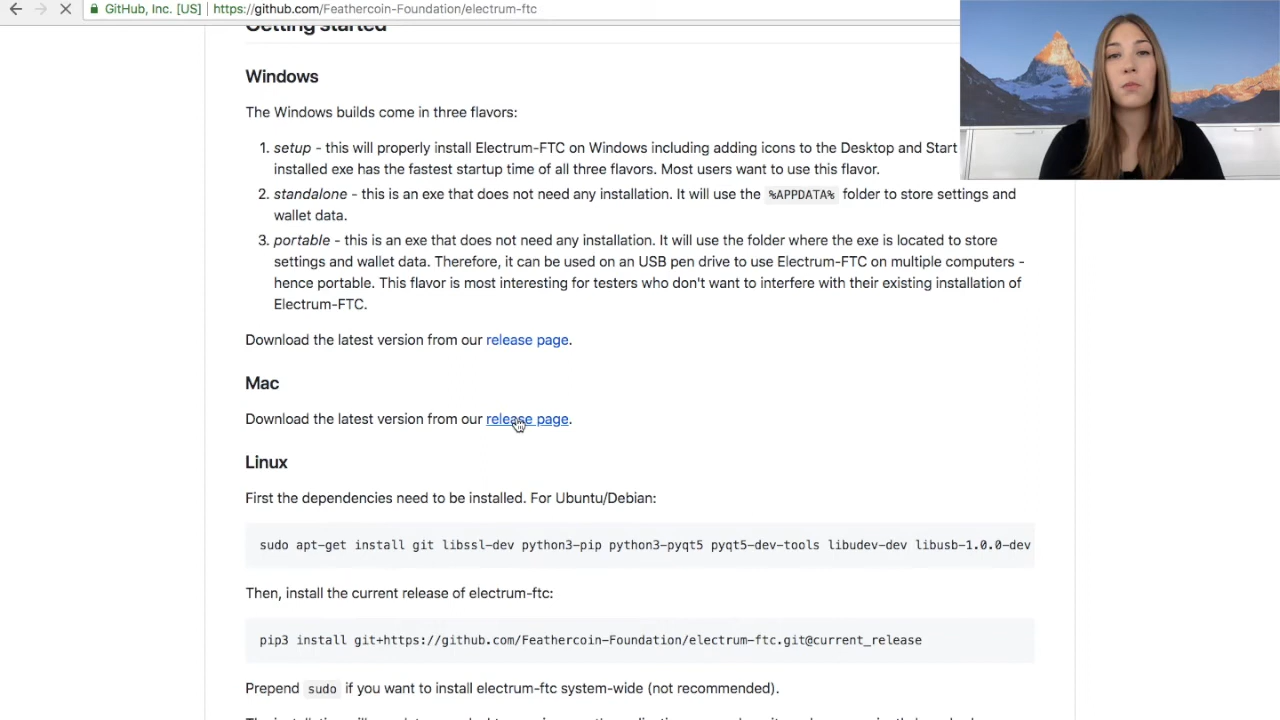 GitHub, Inc. [US] https://github.com/Feathercoin-Foundation/electrum-ftc
Getting started
Windows
The Windows builds come in three flavors:
1. setup - this will properly install Electrum-FTC on Windows including adding icons to the Desktop and Start
installed exe has the fastest startup time of all three flavors. Most users want to use this flavor.
2. standalone - this is an exe that does not need any installation. It will use the %APPDATA% folder to store settings and
wallet data.
3. portable - this is an exe that does not need any installation. It will use the folder where the exe is located to store
settings and wallet data. Therefore, it can be used on an USB pen drive to use Electrum-FTC on multiple computers -
hence portable. This flavor is most interesting for testers who don't want to interfere with their existing installation of
Electrum-FTC.
Download the latest version from our release page.
Mac
Download the latest version from our release page.
Linux
First the dependencies need to be installed. For Ubuntu/Debian:
sudo apt-get install git libssl-dev python3-pip python3-pyqt5 pyqt5-dev-tools libudev-dev libusb-1.0.0-dev
Then, install the current release of electrum-ftc:
pip3 install git+https://github.com/Feathercoin-Foundation/electrum-ftc.git@current_release
Prepend sudo if you want to install electrum-ftc system-wide (not recommended).